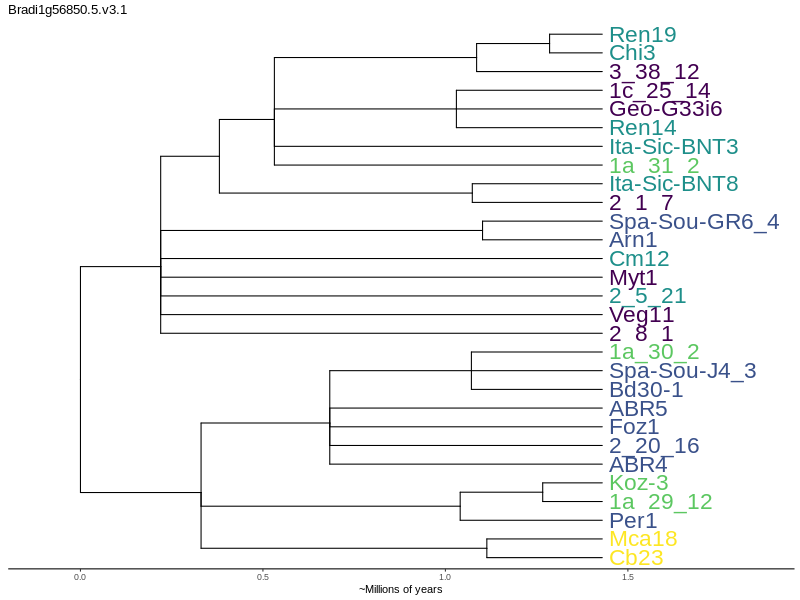 Bradi1g56850.5.v3.1
Ren19
Chi3
3_38_12
1c_25_14
Geo-G33i6
Ren14
Ita-Sic-BNT3
1a_31_2
Ita-Sic-BNT8
2_1_7
Spa-Sou-GR6_4
Arn1
Cm12
Myt1
2_5_21
Veg11
2_8_1
1a_30_2
Spa-Sou-J4_3
Bd30-1
ABR5
Foz1
2_20_16
ABR4
Koz-3
1a_29_12
Per1
Mca18
Cb23
0.0 0.5 1.0 1.5
~Millions of years